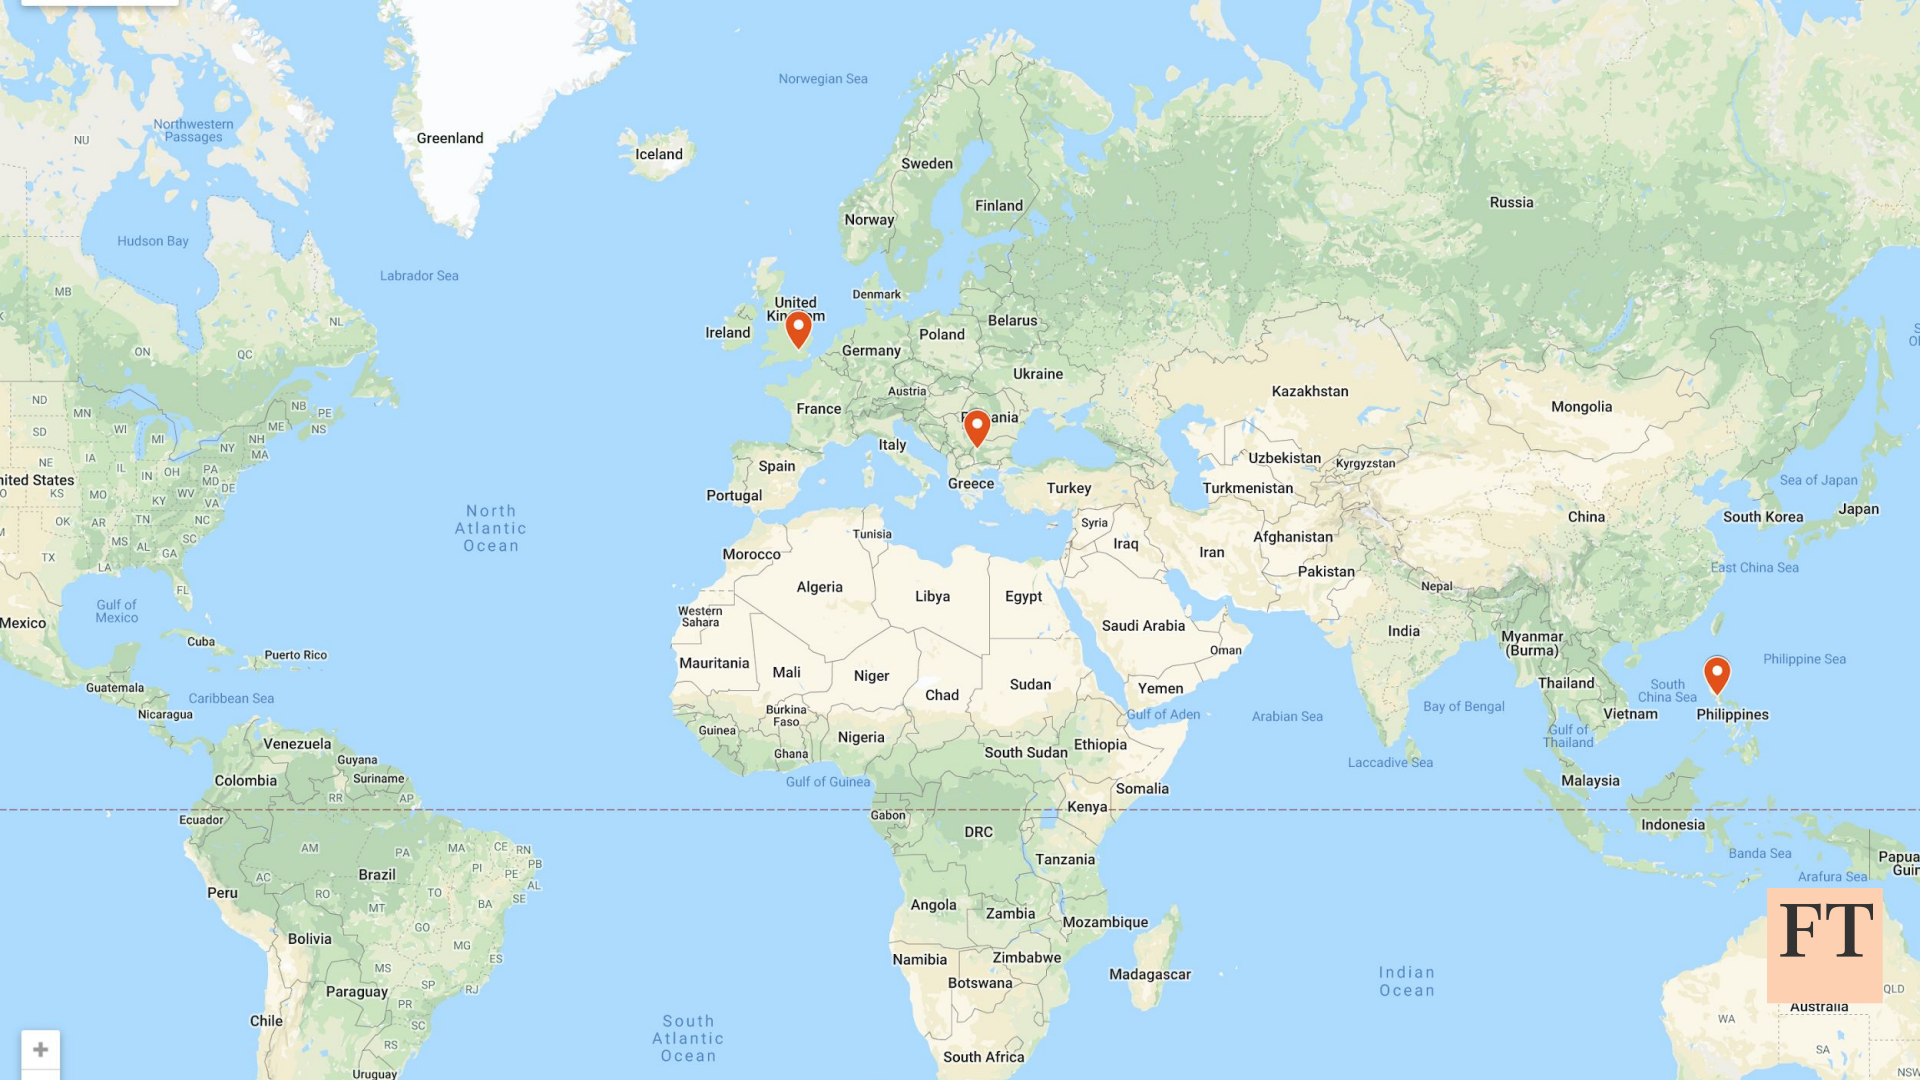 Norwegian Sea
Northwestern
Passages
NU
Greenland
Iceland
Sweden
Finland
Norway
Russia
Hudson Bay
Labrador Sea
MB
NL
ON
QC
United
Denmark
Ireland
Belarus
Poland
Germany
Ukraine
Austria
Kazakhstan
France
Mongolia
ND
MN
NB
PE
SD
WI
MI
ME
NS
NH
NY
MA
Italy
NE
IA
IL
IN
OH
PA
MD
DE
Spain
Uzbekistan
Kyrgyzstan
nited States
KS
MO
KY
WV
VA
Portugal
Greece
Turkey
Turkmenistan
Sea of Japan
OK
AR
TN
NC
North
Atlantic
Ocean
Syria
China
South Korea
Japan
MS
AL
GA
SC
TX
LA
Tunisia
Morocco
Iraq
Iran
Afghanistan
Pakistan
East China Sea
FL
Algeria
Libya
Egypt
Nepal
Gulf of
Mexico
Mexico
Western
Sahara
Saudi Arabia
India
Cuba
Puerto Rico
Oman
Myanmar
(Burma)
Philippine Sea
Mauritania
Mali
Niger
Chad
Sudan
Yemen
Thailand
South
China Sea
Guatemala
Caribbean Sea
Nicaragua
Burkina
Faso
Gulf of Aden
Arabian Sea
Bay of Bengal
Vietnam
Philippines
Guinea
Nigeria
Ghana
South Sudan
Ethiopia
Gulf of
Thailand
Venezuela
Guyana
Colombia
Suriname
Gulf of Guinea
Laccadive Sea
Malaysia
RR
AP
Somalia
Kenya
Ecuador
Gabon
DRC
Indonesia
AM
PA
MA
CE
RN
PB
PI
PE
AL
Tanzania
Banda Sea
Papua
Guin
Arafura Sea
Brazil
AC
Peru
RO
TO
SE
MT
BA
Angola
Zambia
Mozambique
FT
GO
Bolivia
MG
ES
Namibia
Zimbabwe
Botswana
Madagascar
Indian
Ocean
MS
SP
RJ
Paraguay
PR
QLD
Australia
WA
Chile
SC
South
Atlantic
Ocean
RS
South Africa
SA
Uruguay
NSW
+